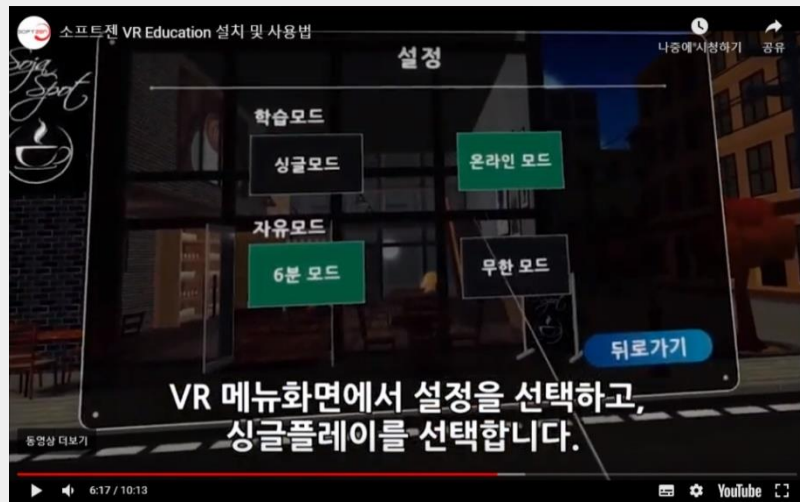 SOFTZEN
소프트젠 VR Education 설치 및 사용법
나중에 시청하기
공유
Soja
Spot
설정
학습모드
싱글모드
온라인 모드
자유모드
6분 모드
무한 모드
뒤로가기
VR 메뉴화면에서 설정을 선택하고,
싱글플레이를 선택합니다.
동영상 더보기
6:17 / 10:13
YouTube